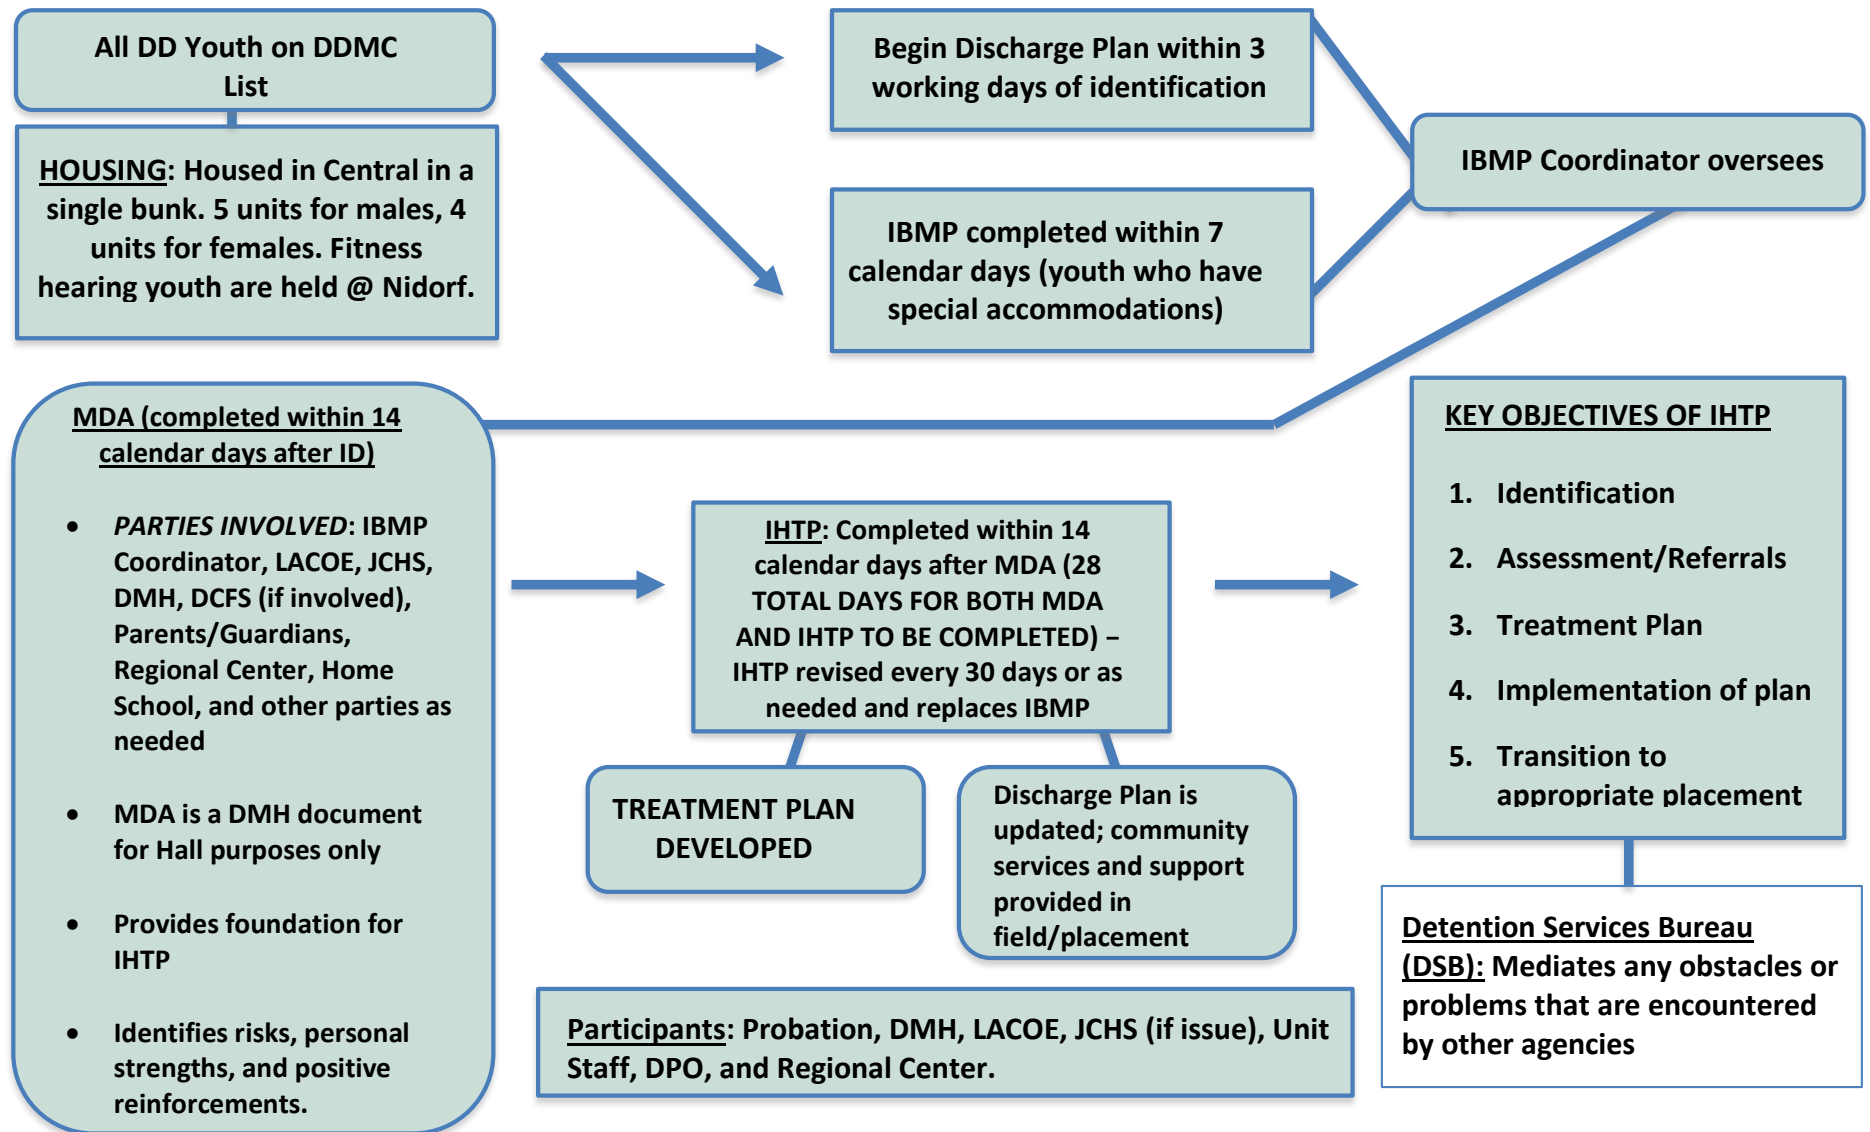 All DD Youth on DDMC
List
HOUSING: Housed in Central in a
single bunk. 5 units for males, 4
units for females. Fitness
hearing youth are held @ Nidorf.
Begin Discharge Plan within 3
working days of identification
IBMP completed within 7
calendar days (youth who have
special accommodations)
IBMP Coordinator oversees
MDA (completed within 14
calendar days after ID)
• PARTIES INVOLVED: IBMP
Coordinator, LACOE, JCHS,
DMH, DCFS (if involved),
Parents/Guardians,
Regional Center, Home
School, and other parties as
needed
• MDA is a DMH document
for Hall purposes only
• Provides foundation for
IHTP
• Identifies risks, personal
strengths, and positive
reinforcements.
IHTP: Completed within 14
calendar days after MDA (28
TOTAL DAYS FOR BOTH MDA
AND IHTP TO BE COMPLETED) –
IHTP revised every 30 days or as
needed and replaces IBMP
TREATMENT PLAN
DEVELOPED
Discharge Plan is
updated; community
services and support
provided in
field/placement
Participants: Probation, DMH, LACOE, JCHS (if issue), Unit
Staff, DPO, and Regional Center.
KEY OBJECTIVES OF IHTP
1. Identification
2. Assessment/Referrals
3. Treatment Plan
4. Implementation of plan
5. Transition to
appropriate placement
Detention Services Bureau
(DSB): Mediates any obstacles or
problems that are encountered
by other agencies